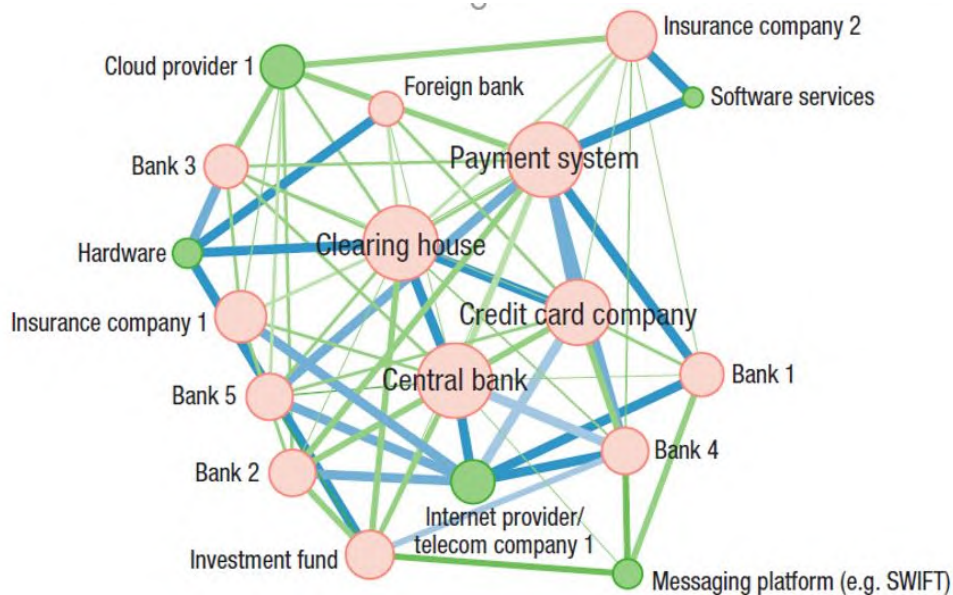 Insurance company 2
Cloud provider 1
Foreign bank
Software services
Bank 3
Payment system
Hardware
Clearing house
Insurance company 1
Credit card company
Central bank
Bank 1
Bank 5
Bank 4
Bank 2
Internet provider/
telecom company 1
Investment fund
Messaging platform (e.g. SWIFT)